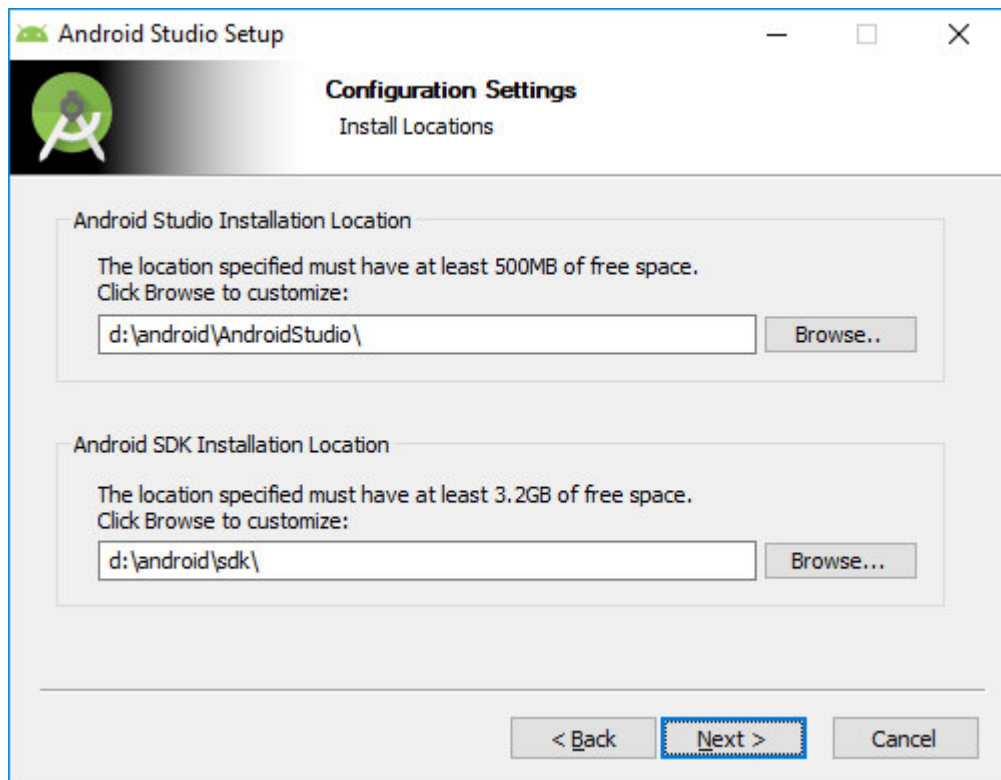 Android Studio Setup
Configuration Settings
Install Locations
Android Studio Installation Location
The location specified must have at least 500MB of free space.
Click Browse to customize:
d:\android\AndroidStudio\
Browse..
Android SDK Installation Location
The location specified must have at least 3.2GB of free space.
Click Browse to customize:
d:\android\sdk\
Browse...
< Back
Next >
Cancel